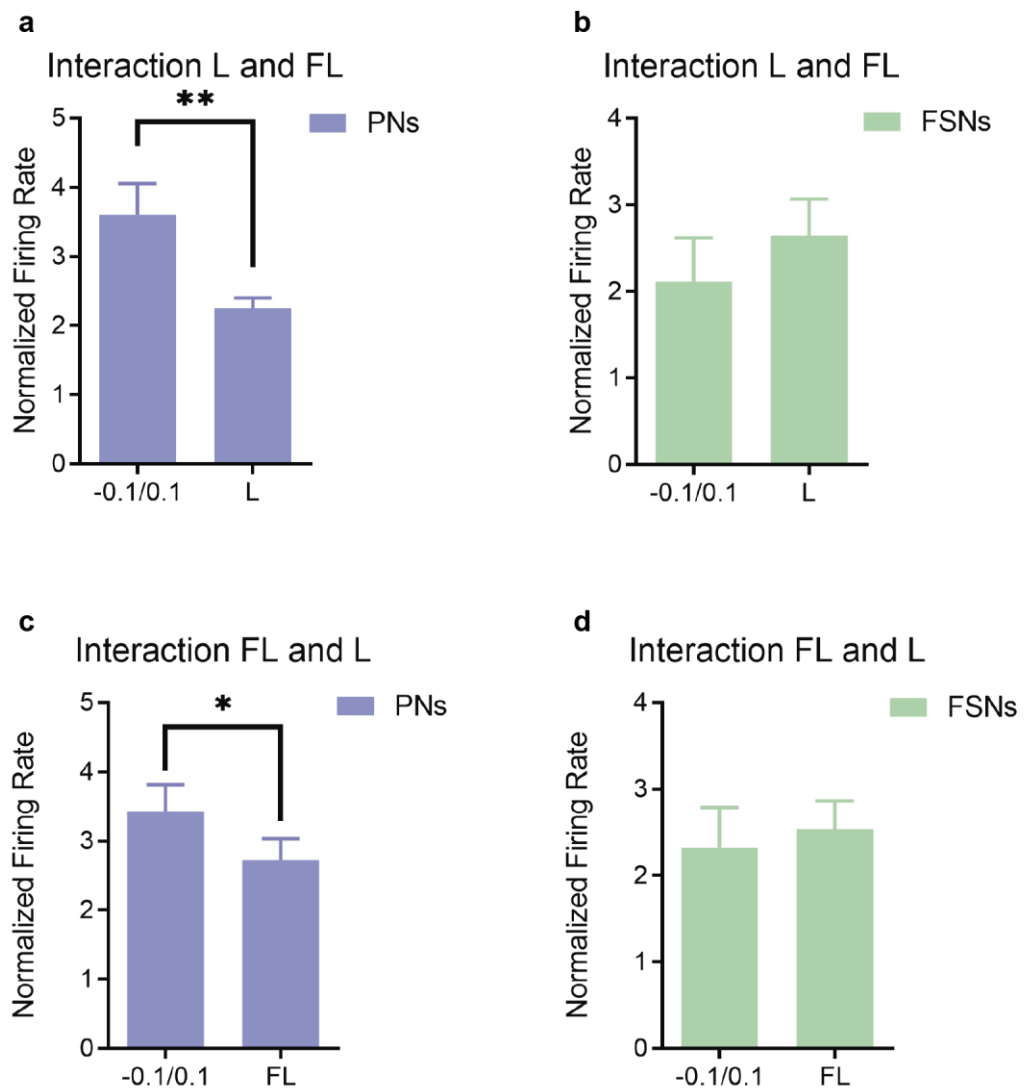 a
Interaction L and FL
**
PNs
Normalized Firing Rate
5
4
3
2
1
0
-0.1/0.1 L
b
Interaction L and FL
FSNs
Normalized Firing Rate
4
3
2
1
0
-0.1/0.1 L
c
Interaction FL and L
*
PNs
Normalized Firing Rate
5
4
3
2
1
0
-0.1/0.1 FL
d
Interaction FL and L
FSNs
Normalized Firing Rate
4
3
2
1
0
-0.1/0.1 FL